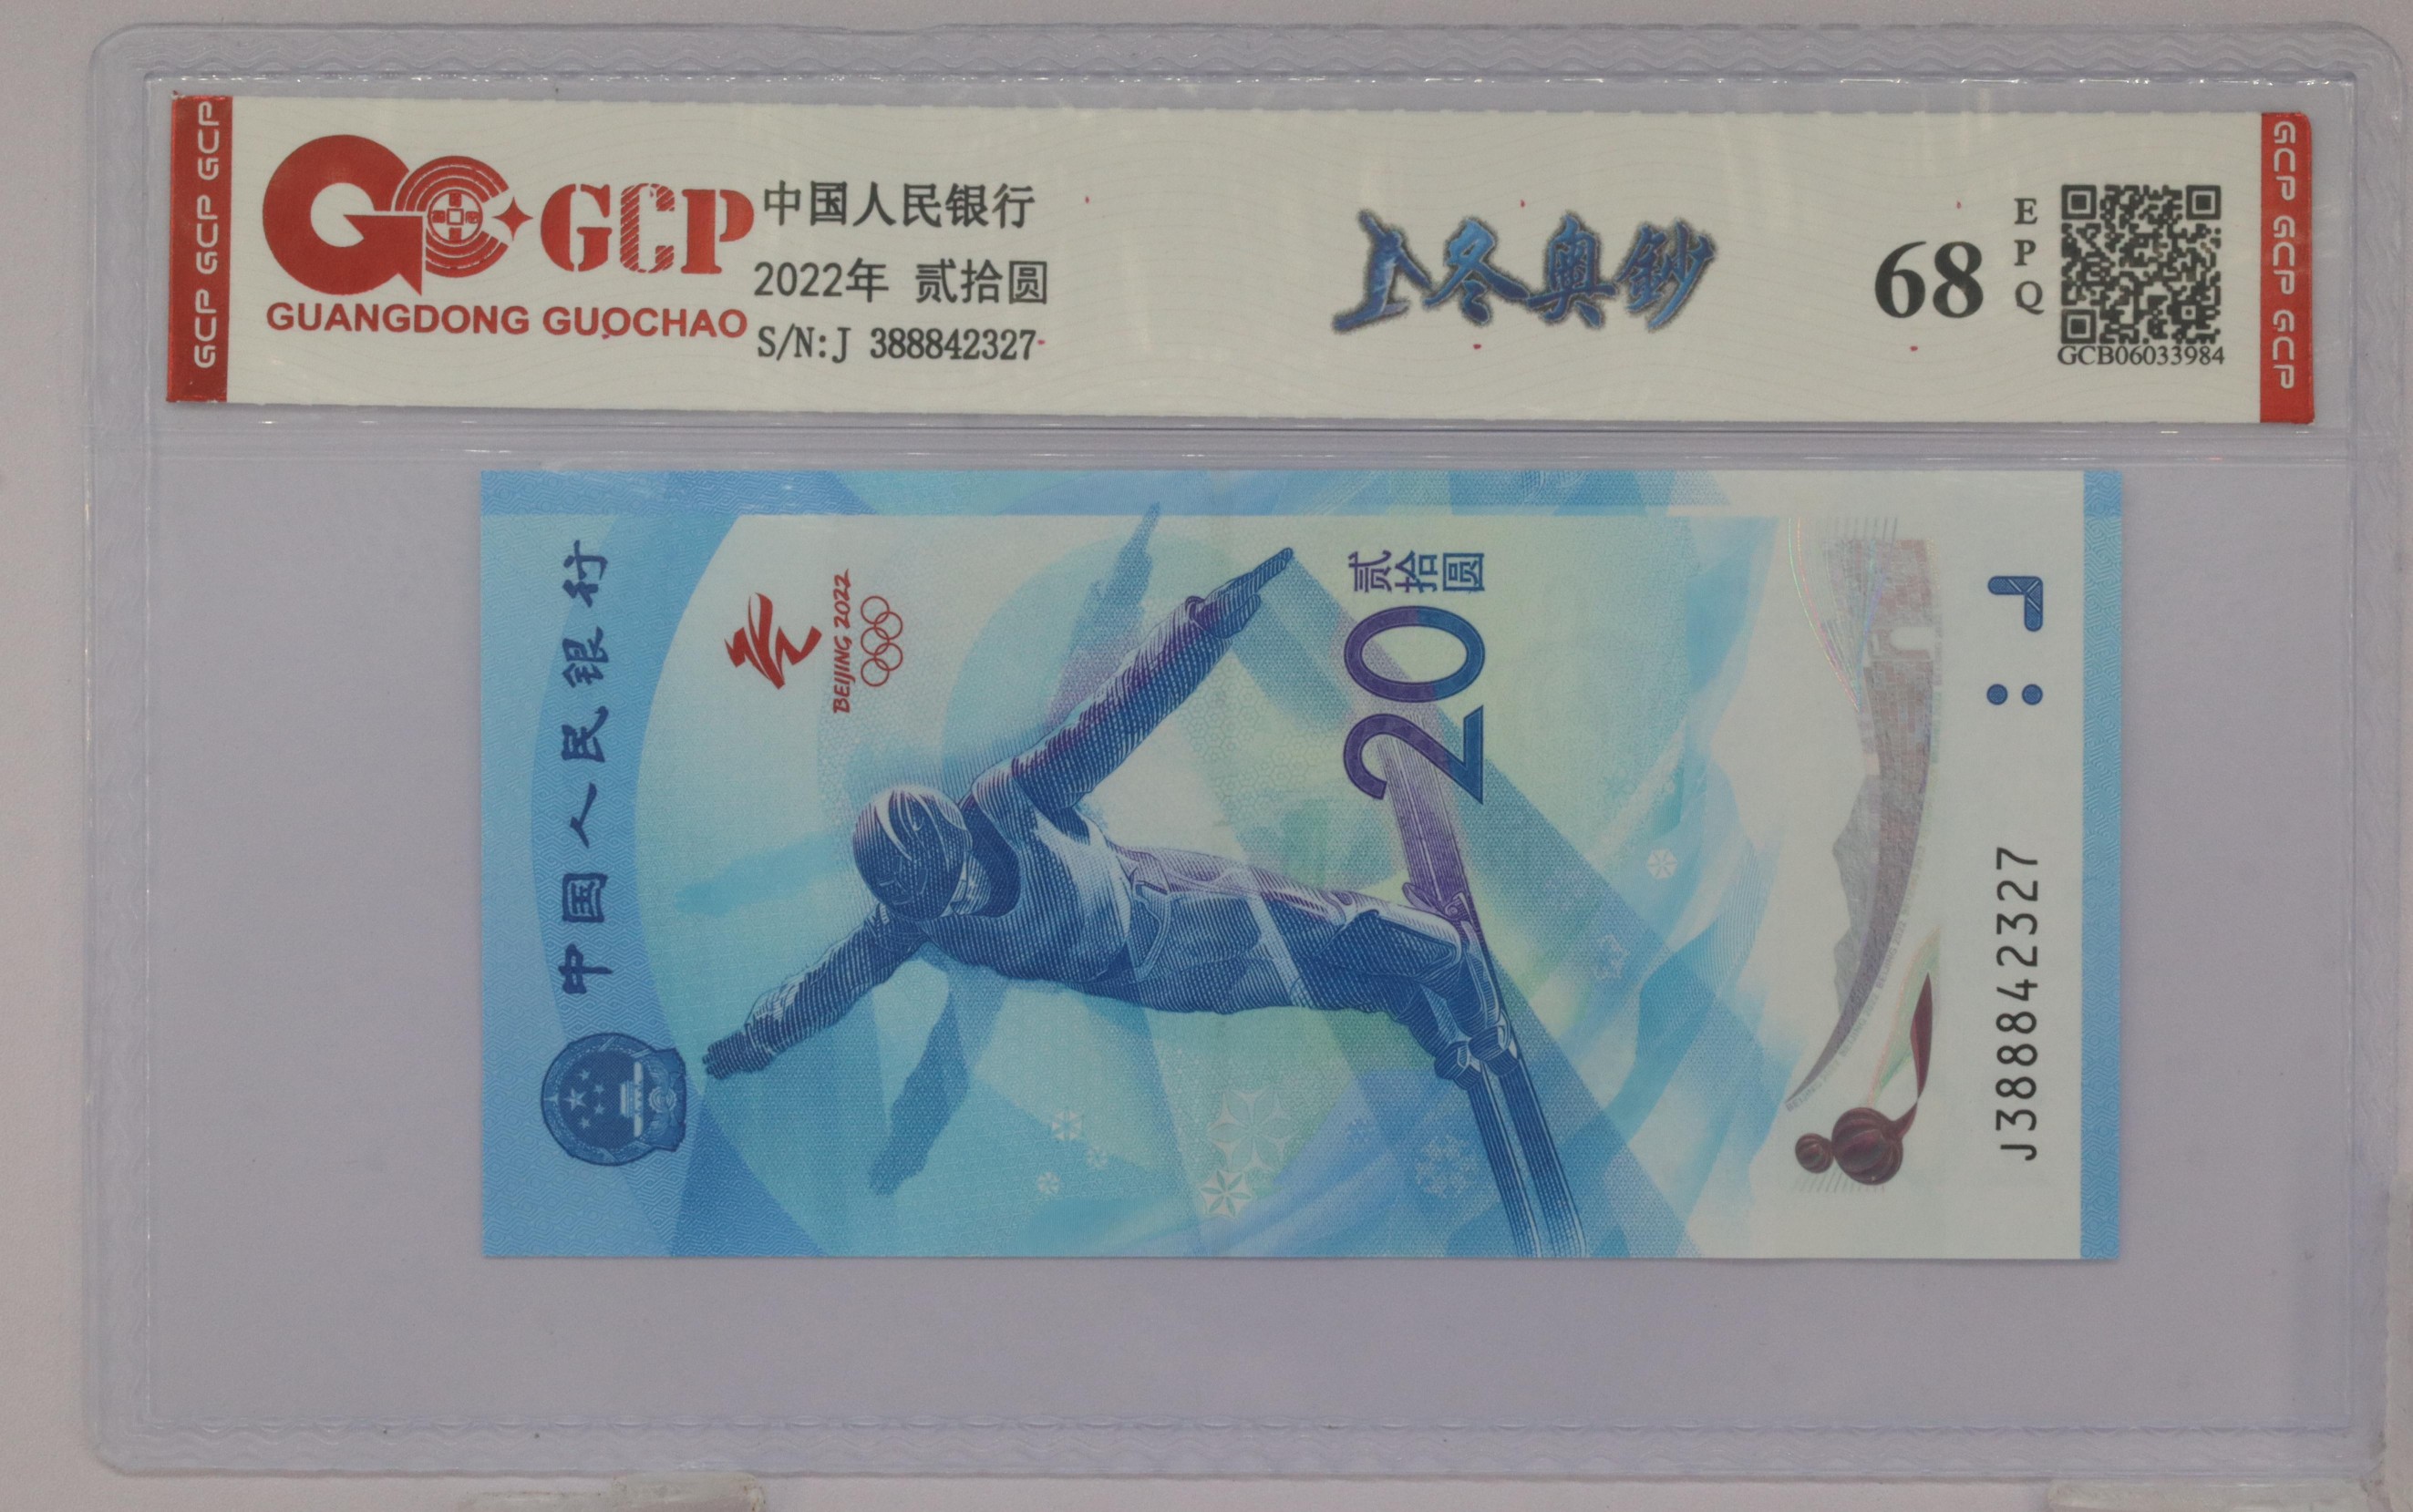 GCP GCP GCP
GCP
GUANGDONG GUOCHAO
中国人民银行
2022年 贰拾圆
S/N:J 388842327
冬奥钞
68
EPQ
GCB06033984
GCP GCP GCP
中国人民银行
BEIJING 2022
贰拾圆
20
J388842327